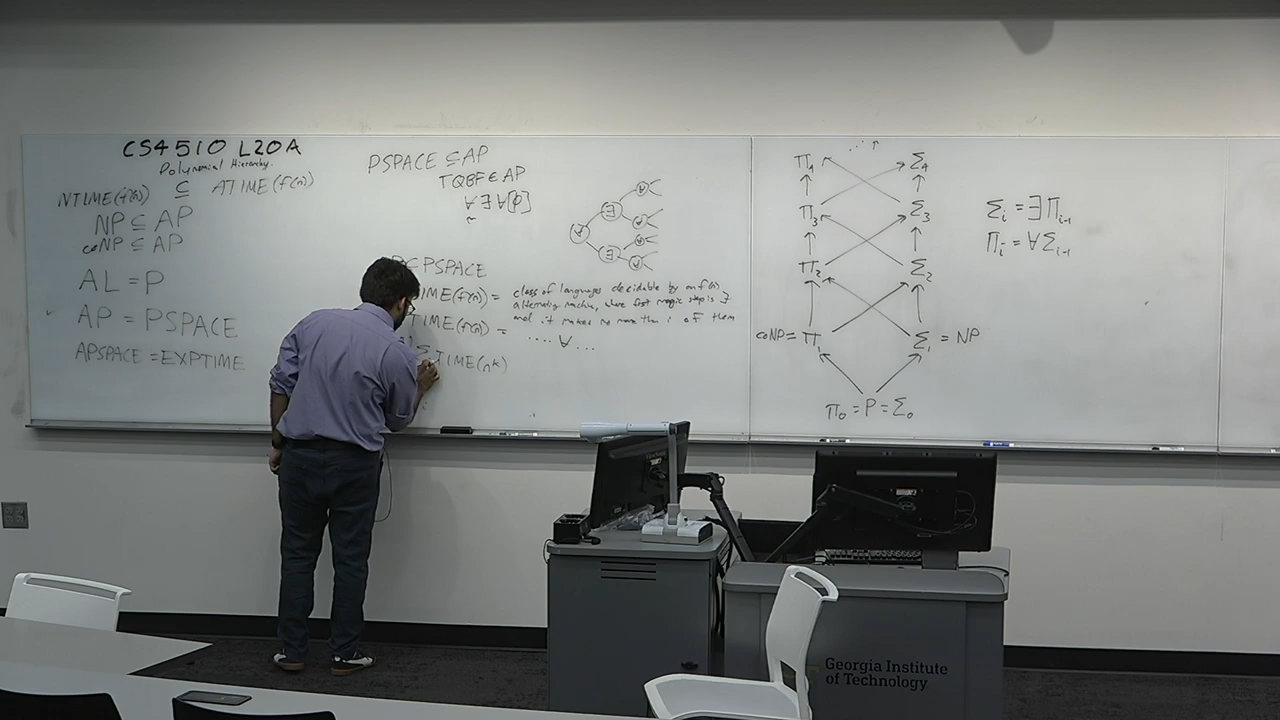 CS4510 L20A
Polynomial Hierarchy.
NTIME(f(n)) ⊆ ATIME(f(n))
NP ⊆ AP
coNP ⊆ AP
AL = P
AP = PSPACE
APSPACE = EXPTIME
PSPACE ⊆ AP
TQBF ∈ AP
∀ ∃ ∀ [φ]
∀ ∃ ∃ ∀ ∀ ∀ ∀
PSPACE
TIME(f(n)) = class of languages decidable by an f(n)
alternating machine, where first magic step is ∃
and it makes no more than i of them
TIME(f(n)) =
.... ∀ ...
TIME(n^k)
Π₄ Σ₄
Π₃ Σ₃
Π₂ Σ₂
coNP = Π₁ Σ₁ = NP
Π₀ = P = Σ₀
Σᵢ = ∃ Πᵢ₋₁
Πᵢ = ∀ Σᵢ₋₁
Georgia Institute
of Technology